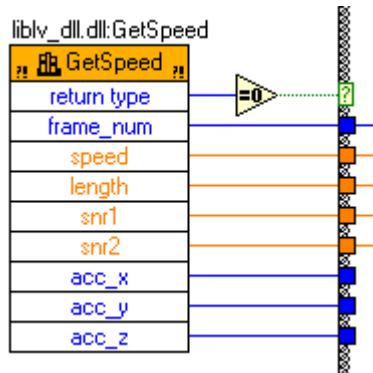 liblv_dll.dll:GetSpeed
?! GetSpeed ?!
return type
=0
?
frame_num
speed
length
snr1
snr2
acc_x
acc_y
acc_z